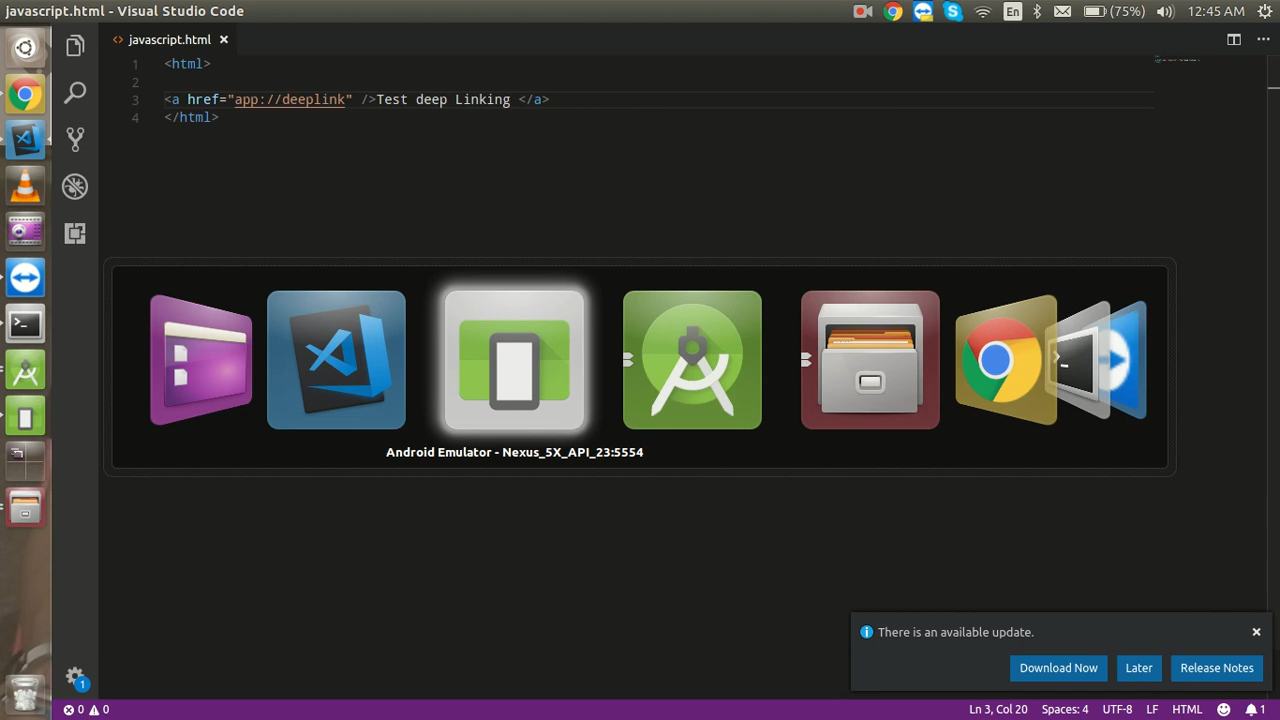 javascript.html - Visual Studio Code
En
(75%)
12:45 AM
javascript.html
1 <html>
2
3 <a href="app://deeplink" />Test deep Linking </a>
4 </html>
Android Emulator - Nexus_5X_API_23:5554
There is an available update.
Download Now
Later
Release Notes
1
0 0
Ln 3, Col 20
Spaces: 4
UTF-8
LF
HTML
1